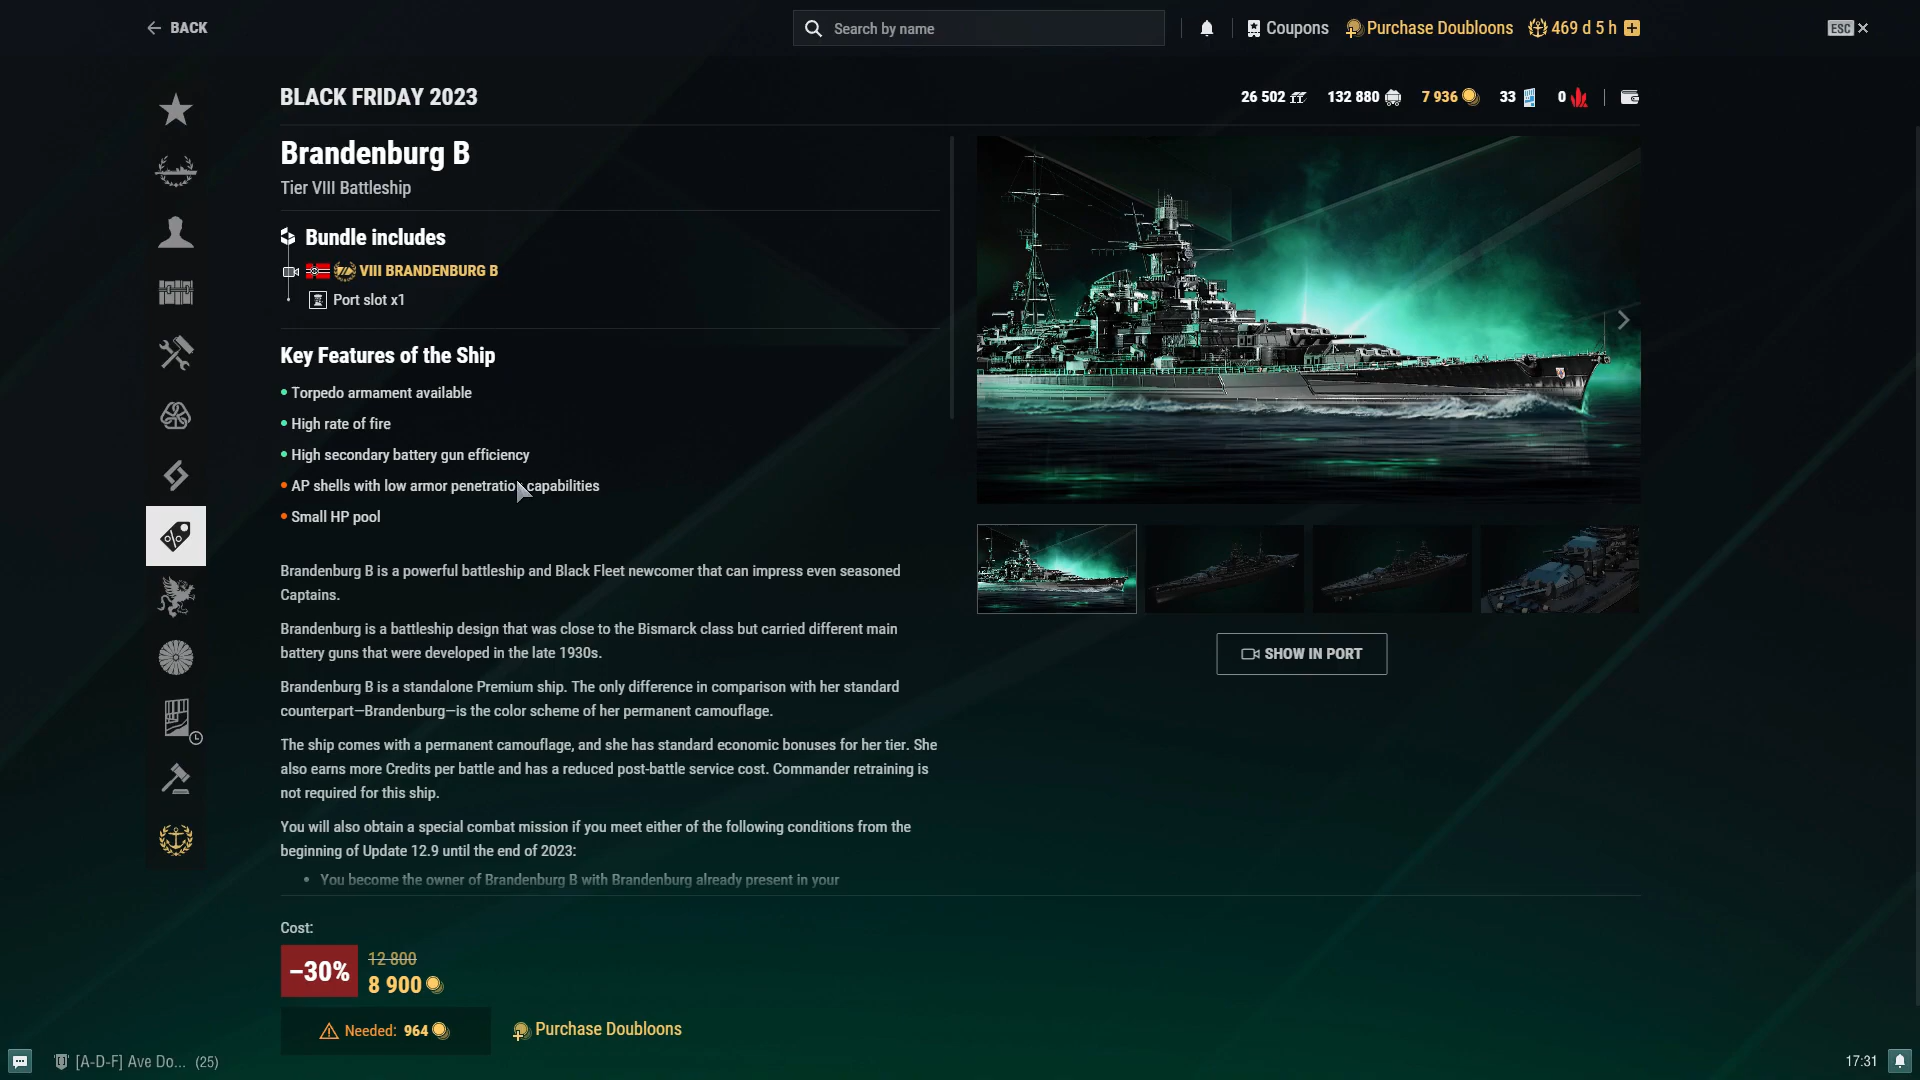 BACK
Search by name
Coupons
Purchase Doubloons
469 d 5 h
ESC
BLACK FRIDAY 2023
26 502
132 880
7 936
33
0
Brandenburg B
Tier VIII Battleship
Bundle includes
VIII BRANDENBURG B
Port slot x1
Key Features of the Ship
Torpedo armament available
High rate of fire
High secondary battery gun efficiency
AP shells with low armor penetration capabilities
Small HP pool
Brandenburg B is a powerful battleship and Black Fleet newcomer that can impress even seasoned
Captains.
Brandenburg is a battleship design that was close to the Bismarck class but carried different main
battery guns that were developed in the late 1930s.
Brandenburg B is a standalone Premium ship. The only difference in comparison with her standard
counterpart—Brandenburg—is the color scheme of her permanent camouflage.
The ship comes with a permanent camouflage, and she has standard economic bonuses for her tier. She
also earns more Credits per battle and has a reduced post-battle service cost. Commander retraining is
not required for this ship.
You will also obtain a special combat mission if you meet either of the following conditions from the
beginning of Update 12.9 until the end of 2023:
• You become the owner of Brandenburg B with Brandenburg already present in your
SHOW IN PORT
Cost:
–30%
12 800
8 900
Needed: 964
Purchase Doubloons
[A-D-F] Ave Do... (25)
17:31